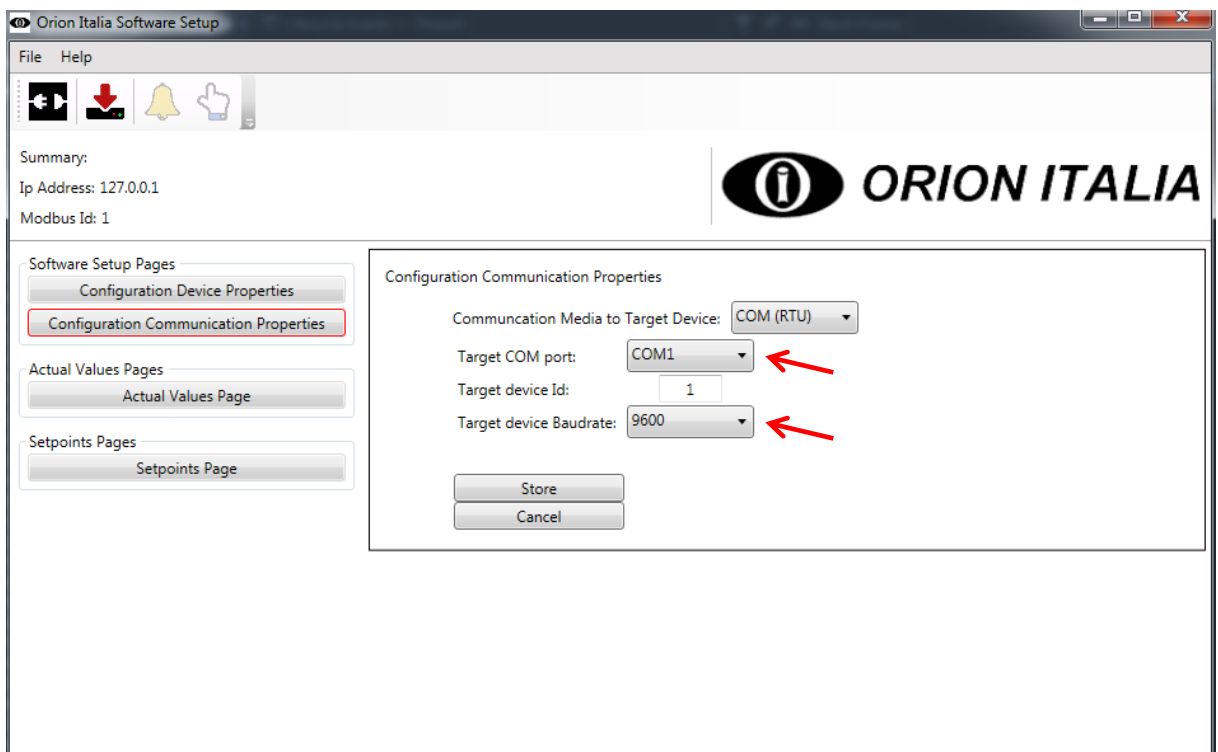 Orion Italia Software Setup
File Help
Summary:
Ip Address: 127.0.0.1
Modbus Id: 1
ORION ITALIA
Software Setup Pages
Configuration Device Properties
Configuration Communication Properties
Actual Values Pages
Actual Values Page
Setpoints Pages
Setpoints Page
Configuration Communication Properties
Communcation Media to Target Device: COM (RTU)
Target COM port: COM1
Target device Id: 1
Target device Baudrate: 9600
Store
Cancel